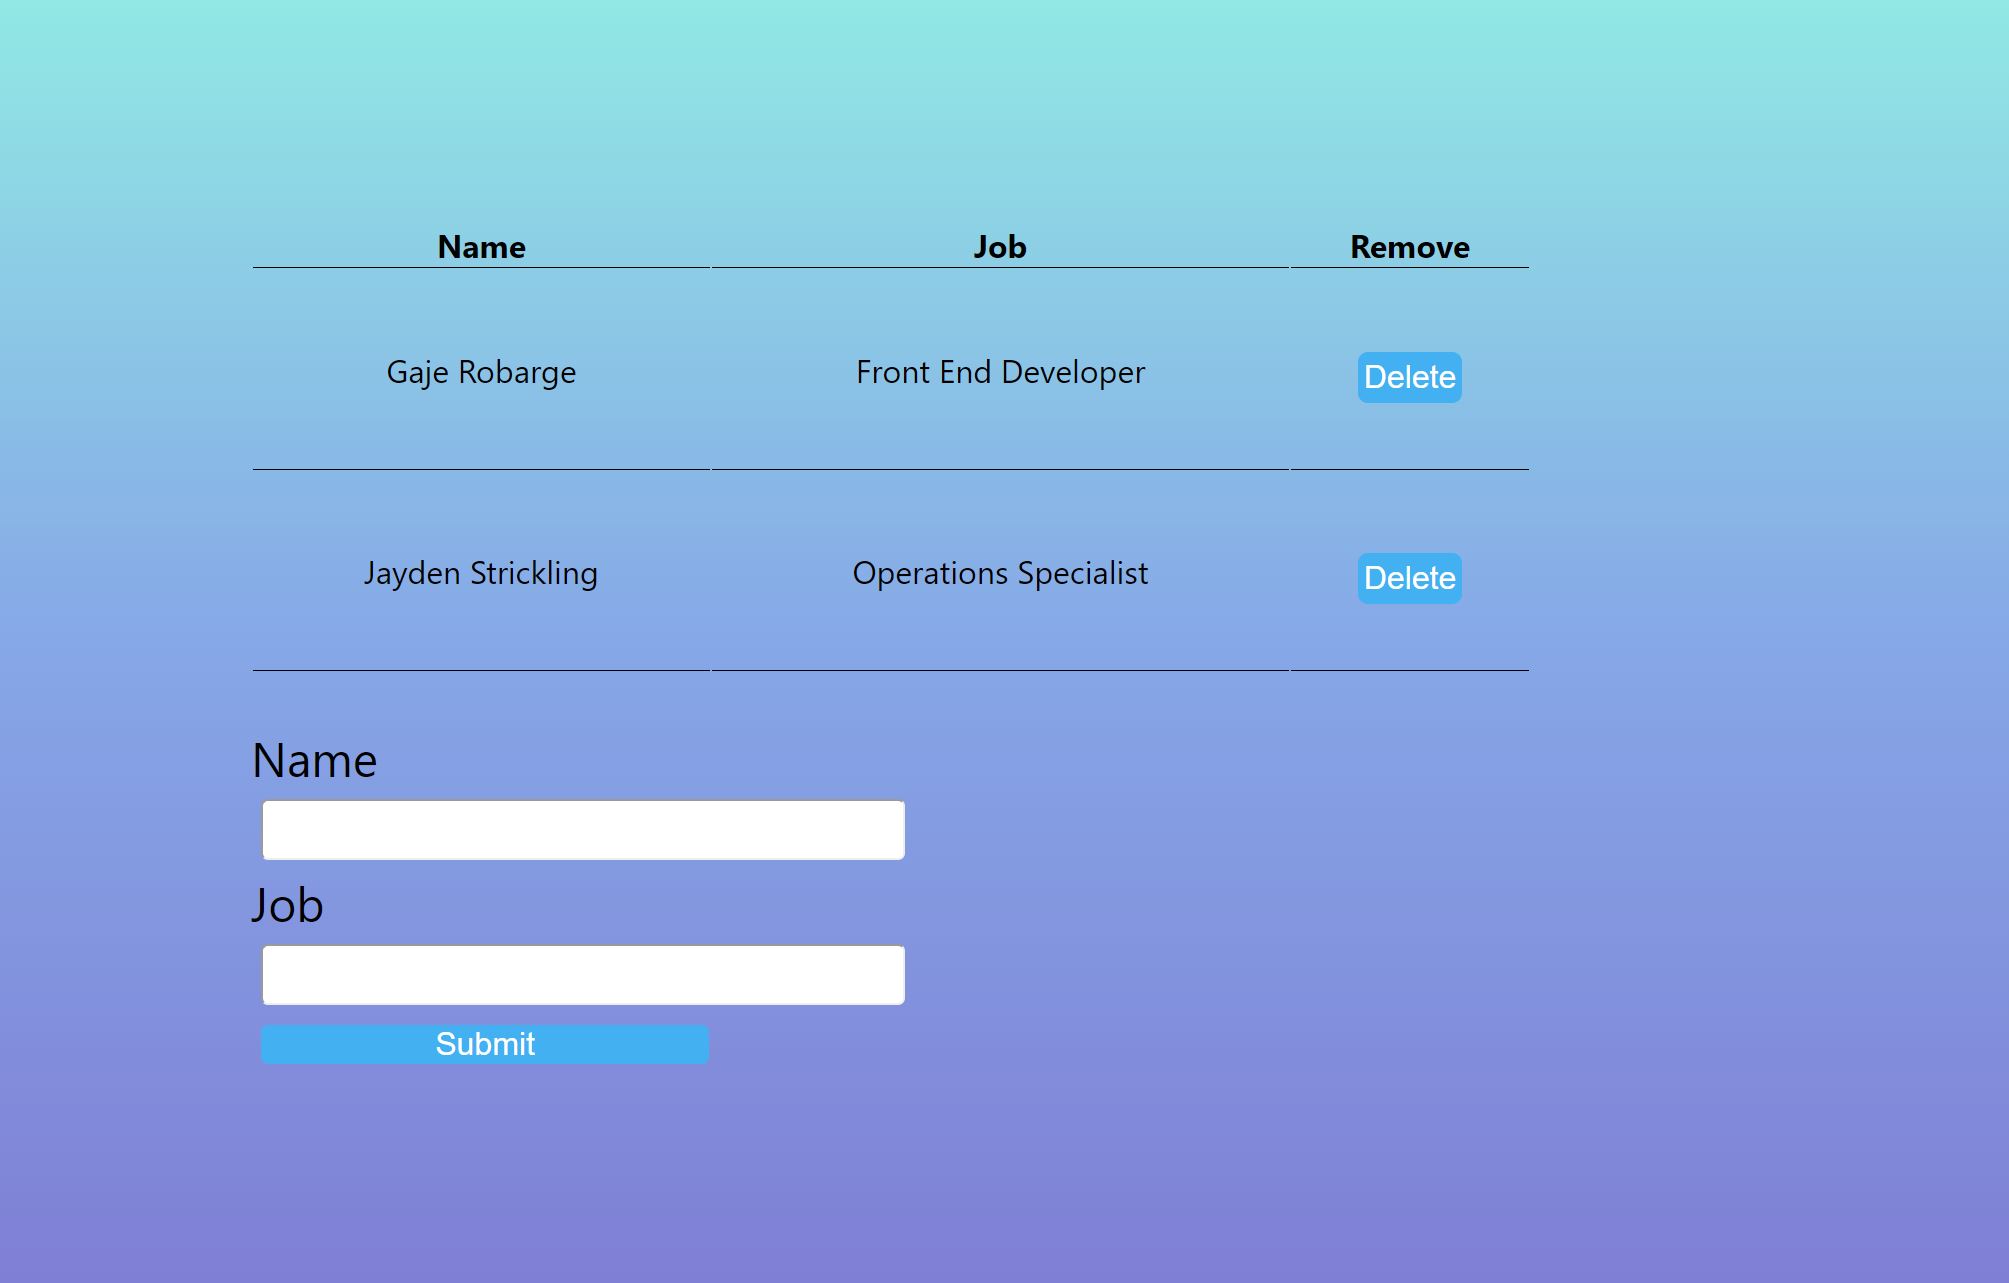 Name Job Remove
Gaje Robarge Front End Developer Delete
Jayden Strickling Operations Specialist Delete
Name
Job
Submit